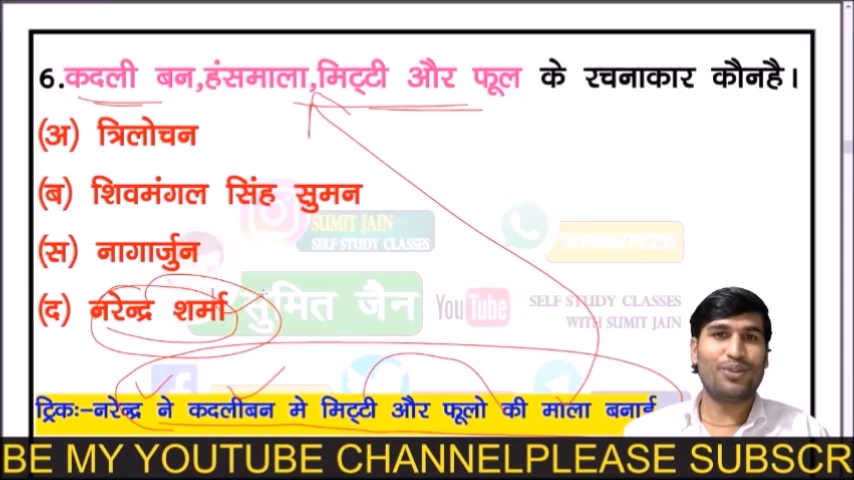 6.कदली बन,हंसमाला,मिट्टी और फूल के रचनाकार कौनहै।
(अ) त्रिलोचन
(ब) शिवमंगल सिंह सुमन
SUMIT JAIN
SELF STUDY CLASSES
(स) नागार्जुन
(द) नरेन्द्र शर्मा
सुमित जैन
YouTube
SELF STUDY CLASSES
WITH SUMIT JAIN
ट्रिकः-नरेन्द्र ने कदलीबन मे मिट्टी और फूलो की माला बनाई
BE MY YOUTUBE CHANNELPLEASE SUBSCR